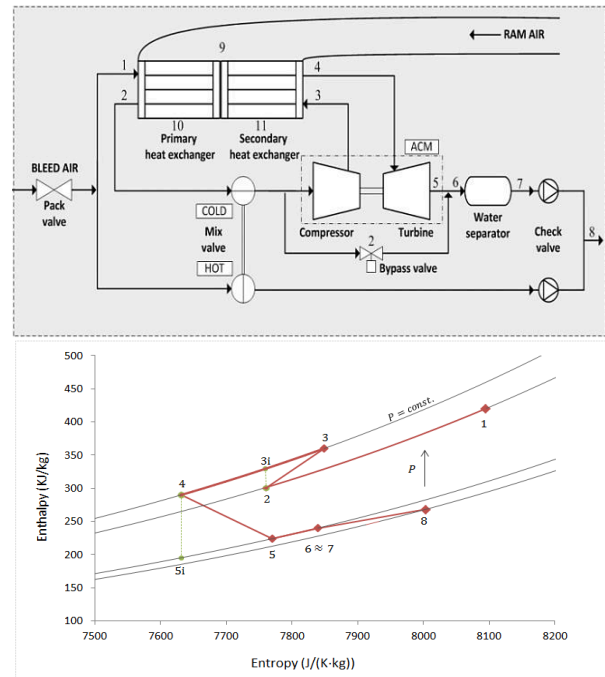 RAM AIR
9
1
4
2
3
10
11
Primary
heat exchanger
Secondary
heat exchanger
ACM
BLEED AIR
Pack
valve
5
6
7
COLD
Mix
valve
HOT
Compressor
Turbine
Water
separator
Check
valve
8
2
Bypass valve
500
450
400
350
300
250
200
150
100
Enthalpy (KJ/kg)
P = const.
3
1
3i
4
2
P
8
5
6 ≈ 7
5i
7500
7600
7700
7800
7900
8000
8100
8200
Entropy (J/(K·kg))